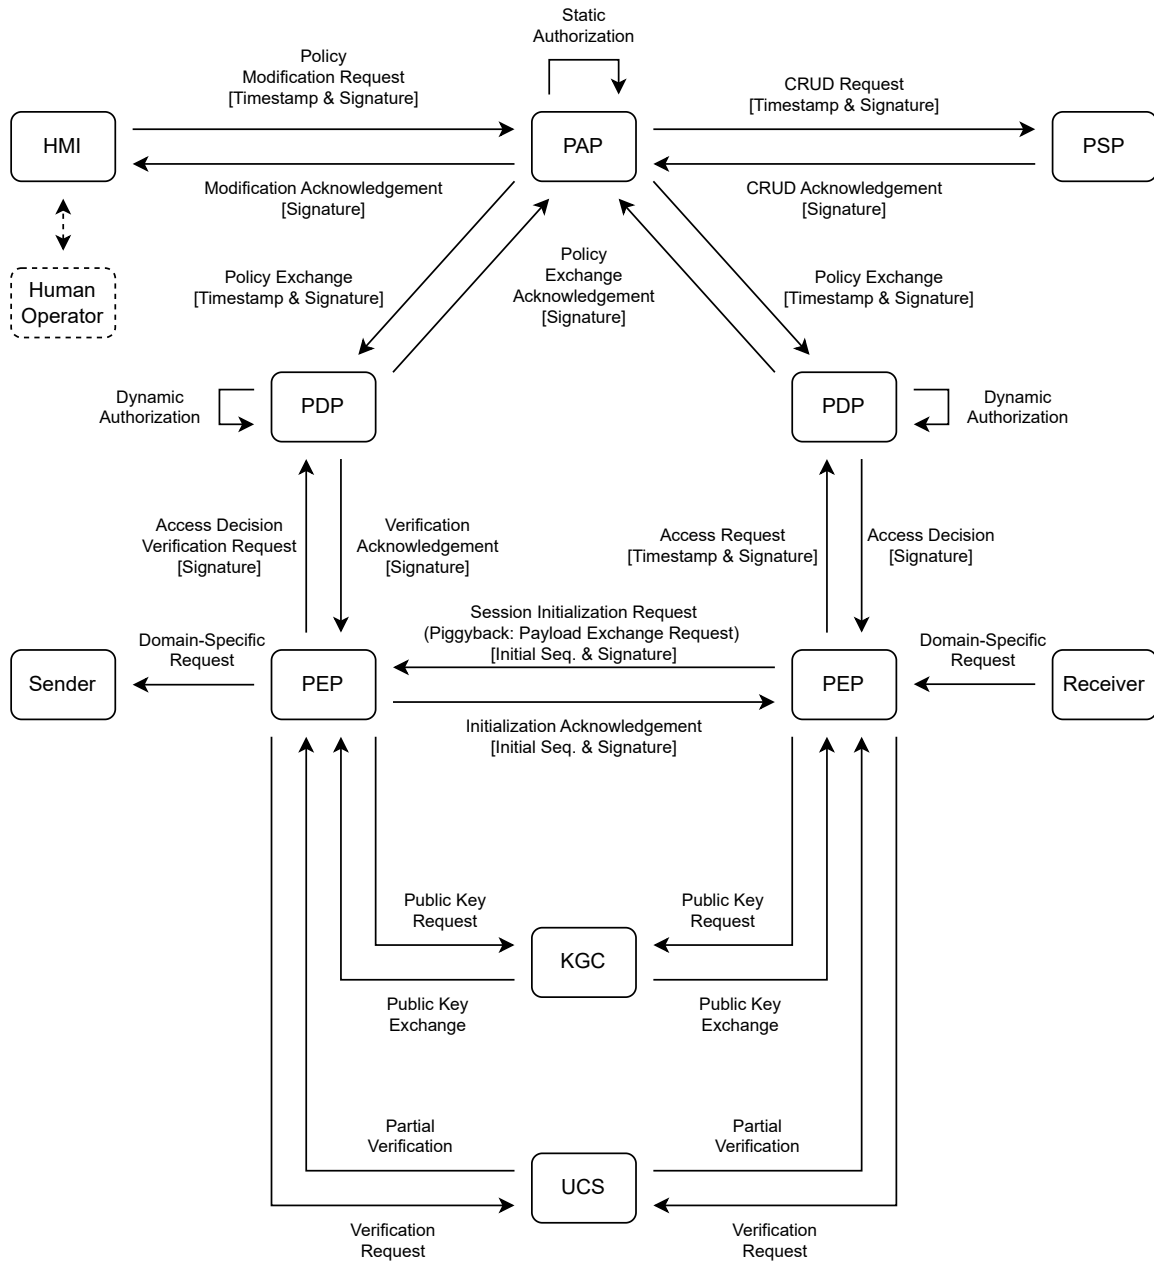 Static
Authorization
Policy
Modification Request
[Timestamp & Signature]
CRUD Request
[Timestamp & Signature]
HMI
PAP
PSP
Modification Acknowledgement
[Signature]
CRUD Acknowledgement
[Signature]
Human
Operator
Policy Exchange
[Timestamp & Signature]
Policy
Exchange
Acknowledgement
[Signature]
Policy Exchange
[Timestamp & Signature]
Dynamic
Authorization
PDP
PDP
Dynamic
Authorization
Access Decision
Verification Request
[Signature]
Verification
Acknowledgement
[Signature]
Access Request
[Timestamp & Signature]
Access Decision
[Signature]
Session Initialization Request
(Piggyback: Payload Exchange Request)
[Initial Seq. & Signature]
Domain-Specific
Request
Domain-Specific
Request
Sender
PEP
PEP
Receiver
Initialization Acknowledgement
[Initial Seq. & Signature]
Public Key
Request
Public Key
Request
KGC
Public Key
Exchange
Public Key
Exchange
Partial
Verification
Partial
Verification
UCS
Verification
Request
Verification
Request